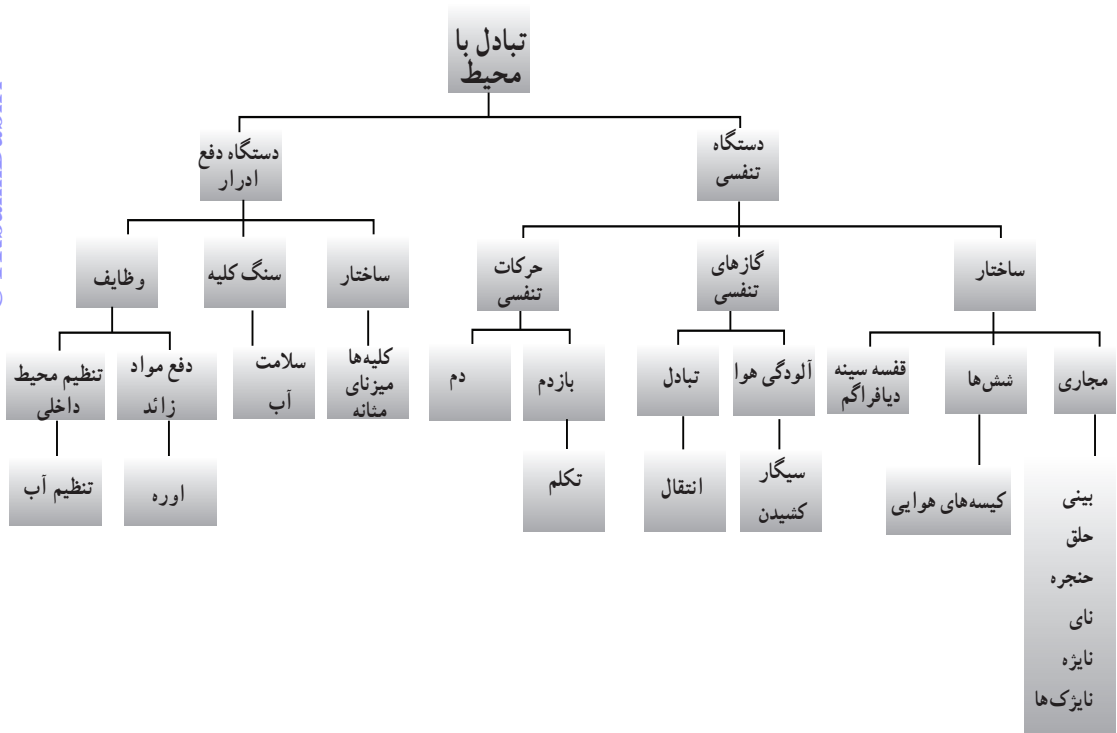 تبادل با
محیط
دستگاه
تنفسی
دستگاه دفع
ادرار
ساختار
گازهای
تنفسی
حرکات
تنفسی
ساختار
سنگ کلیه
وظایف
مجاری
شش‌ها
قفسه سینه
دیافراگم
آلودگی هوا
تبادل
بازدم
دم
کلیه‌ها
میزنای
مثانه
سلامت
آب
دفع مواد
زائد
تنظیم محیط
داخلی
بینی
حلق
حنجره
نای
نایژه
نایژک‌ها
کیسه‌های هوایی
سیگار
کشیدن
انتقال
تکلم
اوره
تنظیم آب